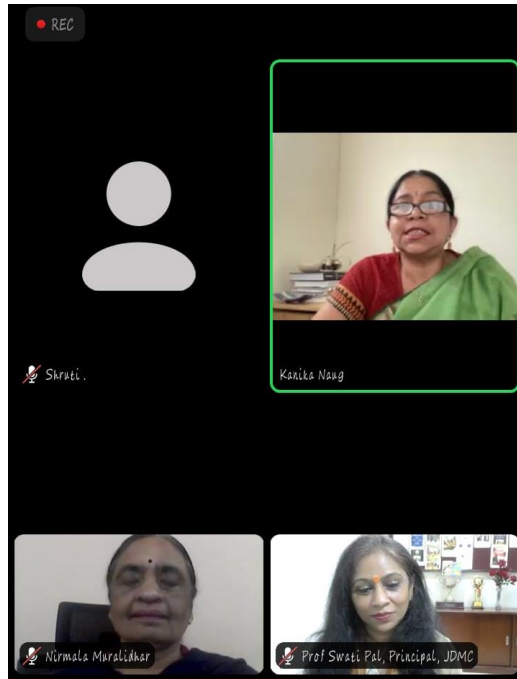 REC
Shruti .
Kanika Naug
Nirmala Muralidhar
Prof Swati Pal, Principal, JDMC